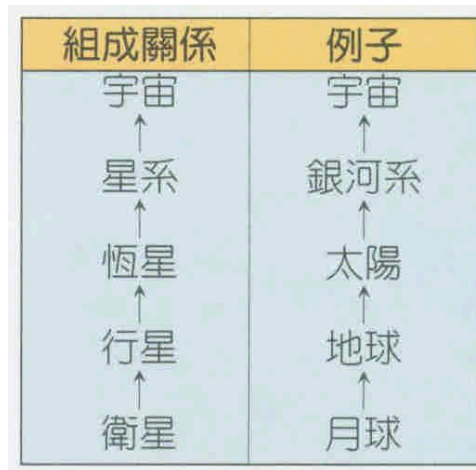 組成關係 例子
宇宙 宇宙
↑ ↑
星系 銀河系
↑ ↑
恆星 太陽
↑ ↑
行星 地球
↑ ↑
衛星 月球